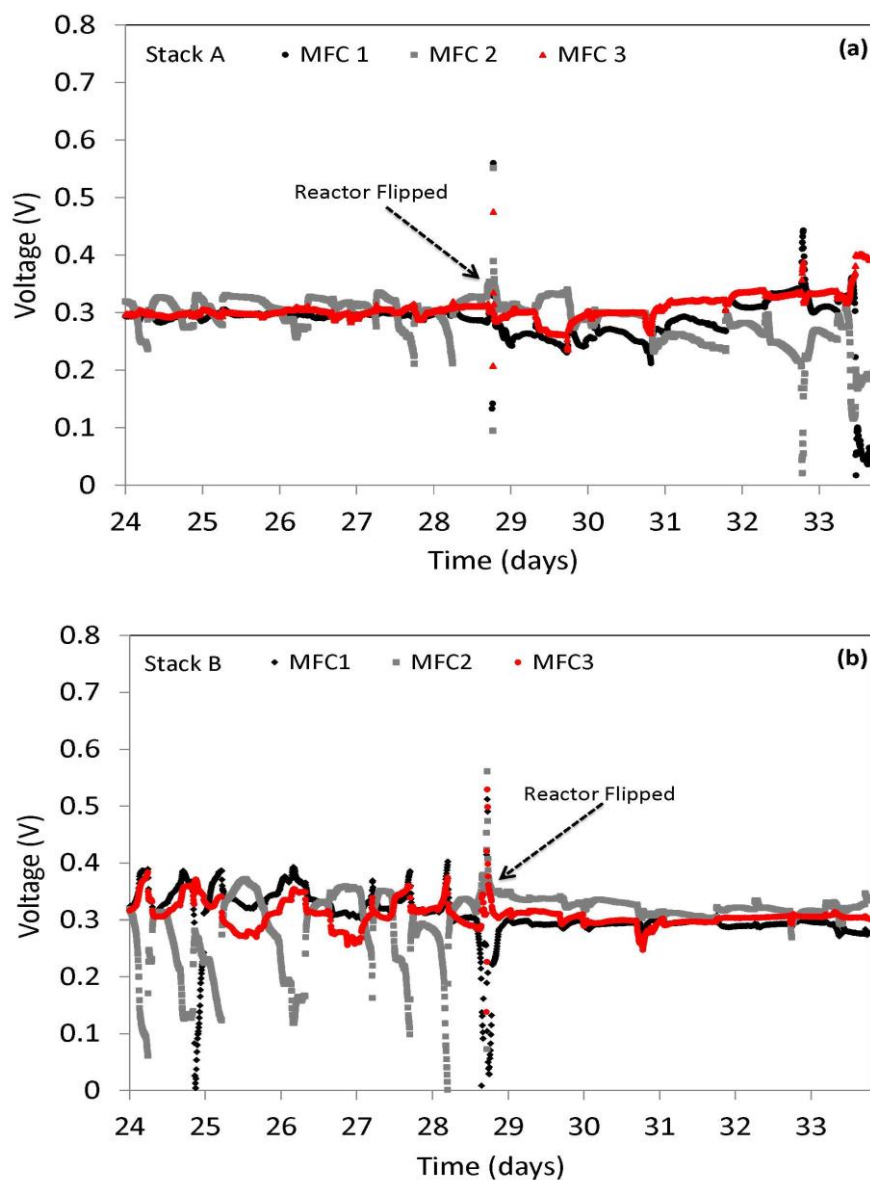 0.8
Stack A MFC 1 MFC 2 MFC 3 (a)
0.7
0.6
0.5
Reactor Flipped
0.4
0.3
0.2
0.1
0
Voltage (V)
24 25 26 27 28 29 30 31 32 33
Time (days)
0.8
Stack B MFC1 MFC2 MFC3 (b)
0.7
0.6
0.5
Reactor Flipped
0.4
0.3
0.2
0.1
0
Voltage (V)
24 25 26 27 28 29 30 31 32 33
Time (days)